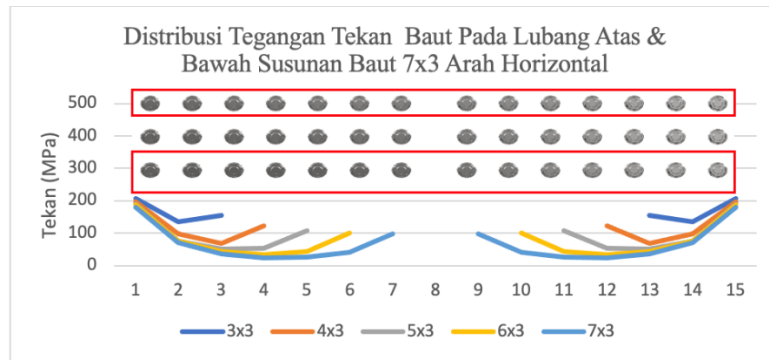 Distribusi Tegangan Tekan Baut Pada Lubang Atas &
Bawah Susunan Baut 7x3 Arah Horizontal
Tekan (MPa)
500
400
300
200
100
0
1 2 3 4 5 6 7 8 9 10 11 12 13 14 15
3x3 4x3 5x3 6x3 7x3